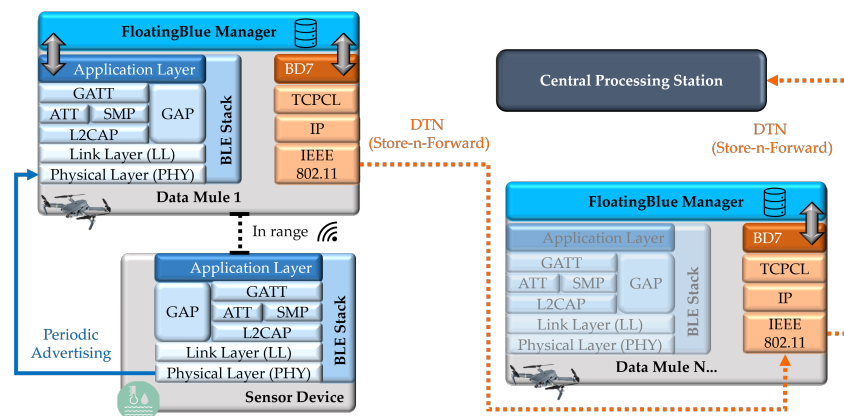 FloatingBlue Manager
Application Layer
GATT
ATT
SMP
GAP
L2CAP
Link Layer (LL)
Physical Layer (PHY)
BLE Stack
BD7
TCPCL
IP
IEEE
802.11
Data Mule 1
DTN
(Store-n-Forward)
Central Processing Station
DTN
(Store-n-Forward)
In range
Periodic
Advertising
Application Layer
GAP
GATT
ATT
SMP
L2CAP
Link Layer (LL)
Physical Layer (PHY)
BLE Stack
Sensor Device
FloatingBlue Manager
Application Layer
GATT
ATT
SMP
GAP
L2CAP
Link Layer (LL)
Physical Layer (PHY)
BLE Stack
BD7
TCPCL
IP
IEEE
802.11
Data Mule N...